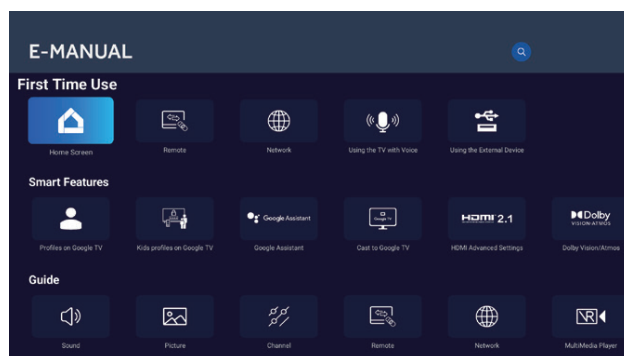 E-MANUAL
First Time Use
Home Screen
Remote
Network
Using the TV with Voice
Using the External Device
Smart Features
Google Assistant
Google TV
HDMI 2.1
Dolby
VISION·ATMOS
Profiles on Google TV
Kids profiles on Google TV
Google Assistant
Cast to Google TV
HDMI Advanced Settings
Dolby Vision/Atmos
Guide
Sound
Picture
Channel
Remote
Network
MultiMedia Player